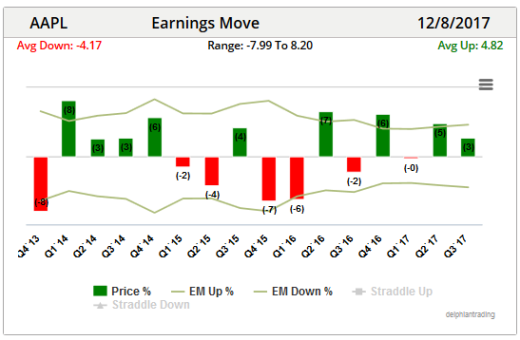 AAPL Earnings Move 12/8/2017
Avg Down: -4.17 Range: -7.99 To 8.20 Avg Up: 4.82
(8)
(3) (3) (6) (4) (7) (6) (5) (3)
(-2) (-2) (-0)
(-4)
(-8) (-7) (-6)
Q4 '13 Q1 '14 Q2 '14 Q3 '14 Q4 '14 Q1 '15 Q2 '15 Q3 '15 Q4 '15 Q1 '16 Q2 '16 Q3 '16 Q4 '16 Q1 '17 Q2 '17 Q3 '17
Price % EM Up % EM Down % Straddle Up
Straddle Down
delphiantrading